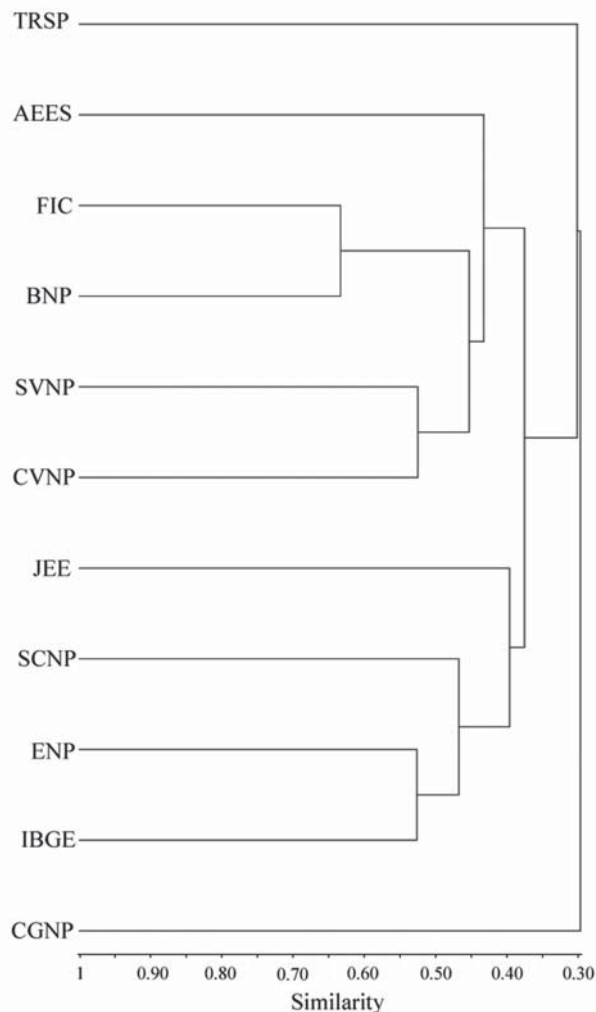 TRSP
AEES
FIC
BNP
SVNP
CVNP
JEE
SCNP
ENP
IBGE
CGNP
1 0.90 0.80 0.70 0.60 0.50 0.40 0.30
Similarity